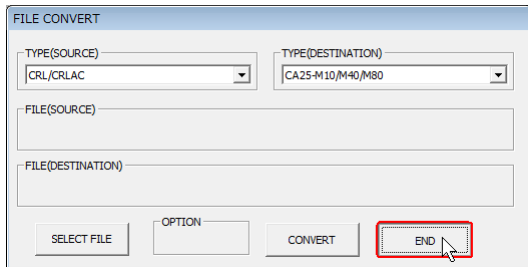 FILE CONVERT
TYPE(SOURCE)
TYPE(DESTINATION)
CRL/CRLAC
CA25-M10/M40/M80
FILE(SOURCE)
FILE(DESTINATION)
OPTION
SELECT FILE
CONVERT
END